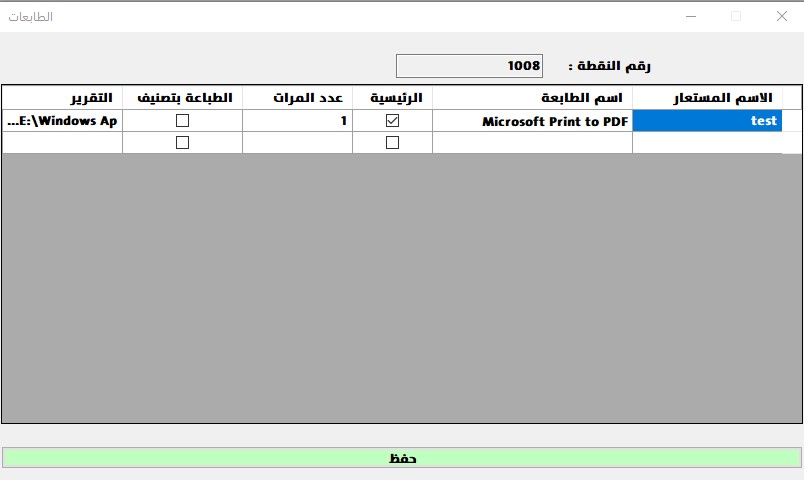 الطابعات
رقم النقطة : 1008
الاسم المستعار اسم الطابعة الرئيسية عدد المرات الطباعة بتصنيف التقرير
test Microsoft Print to PDF 1 E:\Windows Ap...
حفظ